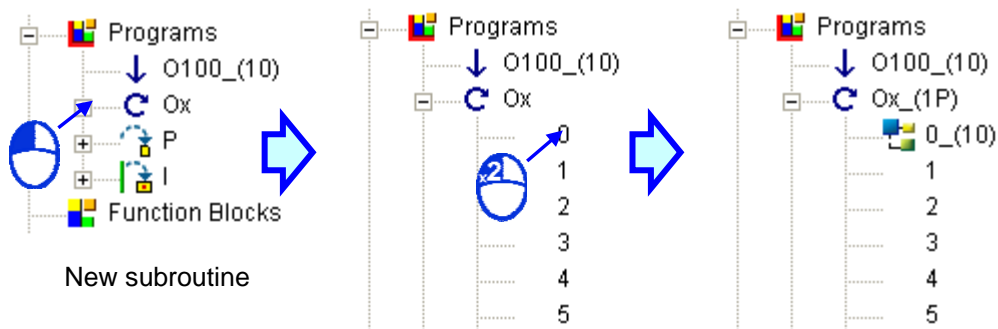 Programs
O100_(10)
Ox
P
I
Function Blocks
New subroutine
Programs
O100_(10)
Ox
0
1
2
3
4
5
x2
Programs
O100_(10)
Ox_(1P)
0_(10)
1
2
3
4
5